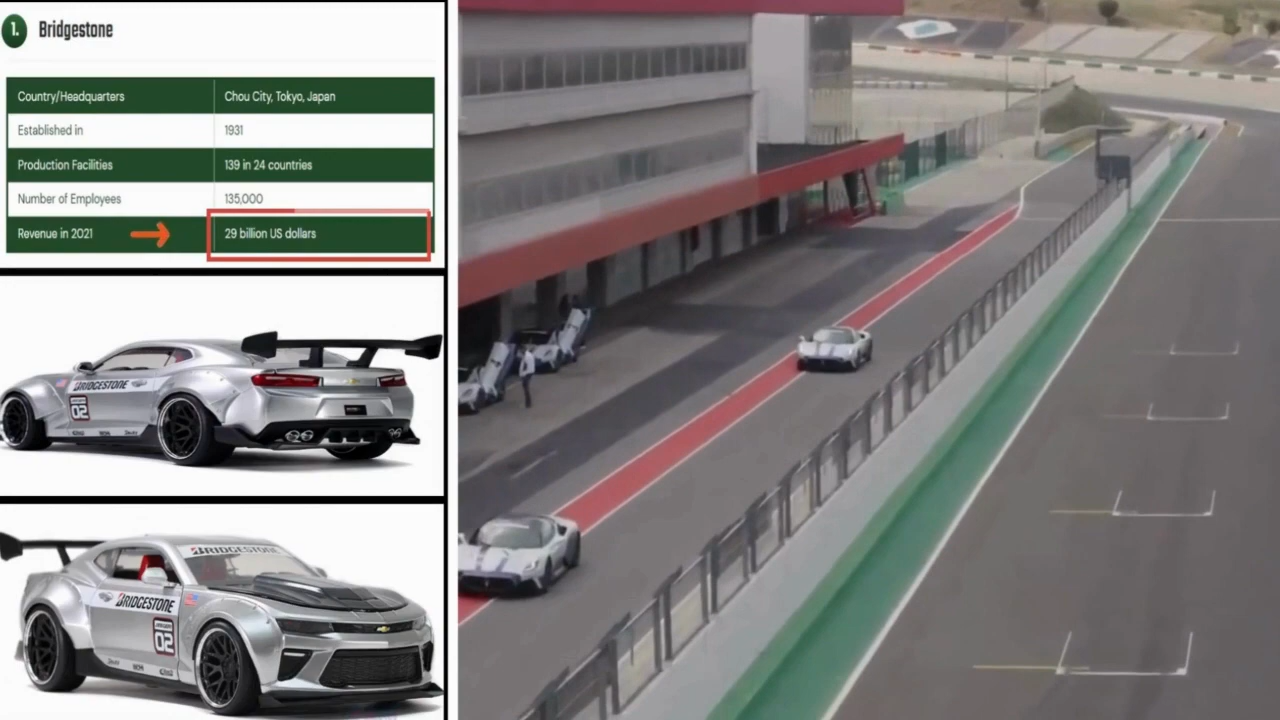 1. Bridgestone
Country/Headquarters Chou City, Tokyo, Japan
Established in 1931
Production Facilities 139 in 24 countries
Number of Employees 135,000
Revenue in 2021 29 billion US dollars
BRIDGESTONE
02
BRIDGESTONE
BRIDGESTONE
02